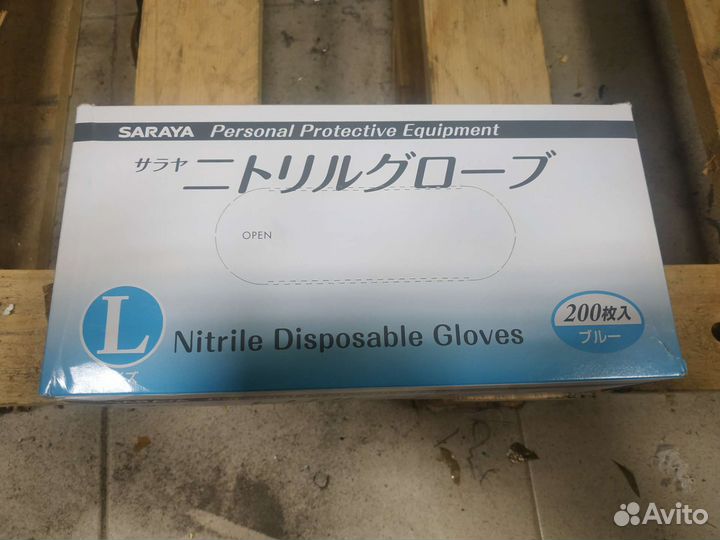 SARAYA Personal Protective Equipment
サラヤ ニトリルグローブ
OPEN
L
200枚入
ブルー
Nitrile Disposable Gloves
Avito